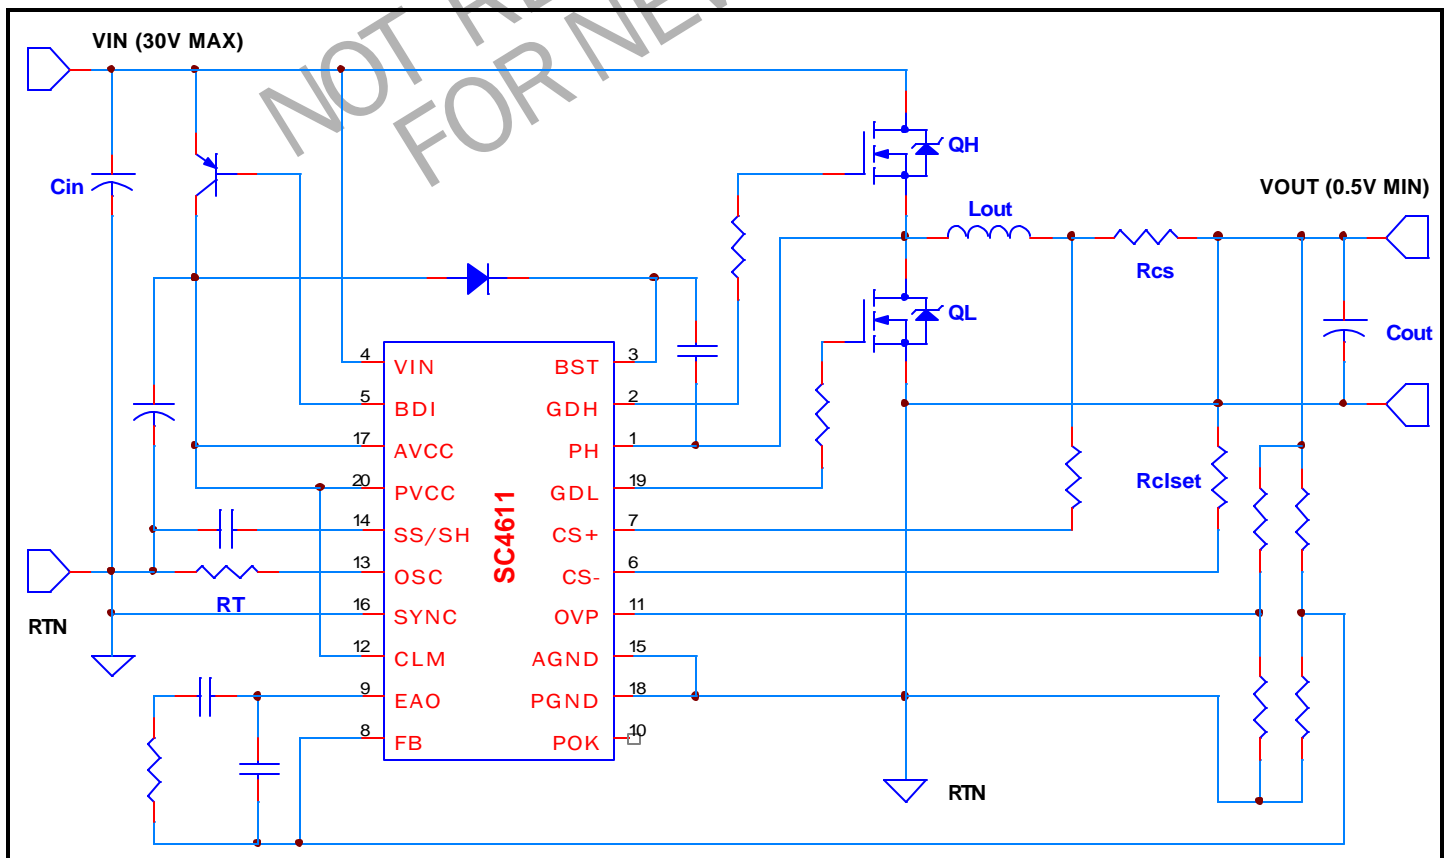 NOT RE
FOR NEW
VIN (30V MAX)
Cin
QH
VOUT (0.5V MIN)
Lout
Rcs
QL
Cout
4 VIN BST 3
5 BDI GDH 2
17 AVCC PH 1
20 PVCC GDL 19
Rclset
14 SS/SH CS+ 7
SC4611
13 OSC CS- 6
RT
16 SYNC OVP 11
RTN
12 CLM AGND 15
9 EAO PGND 18
8 FB POK 10
RTN